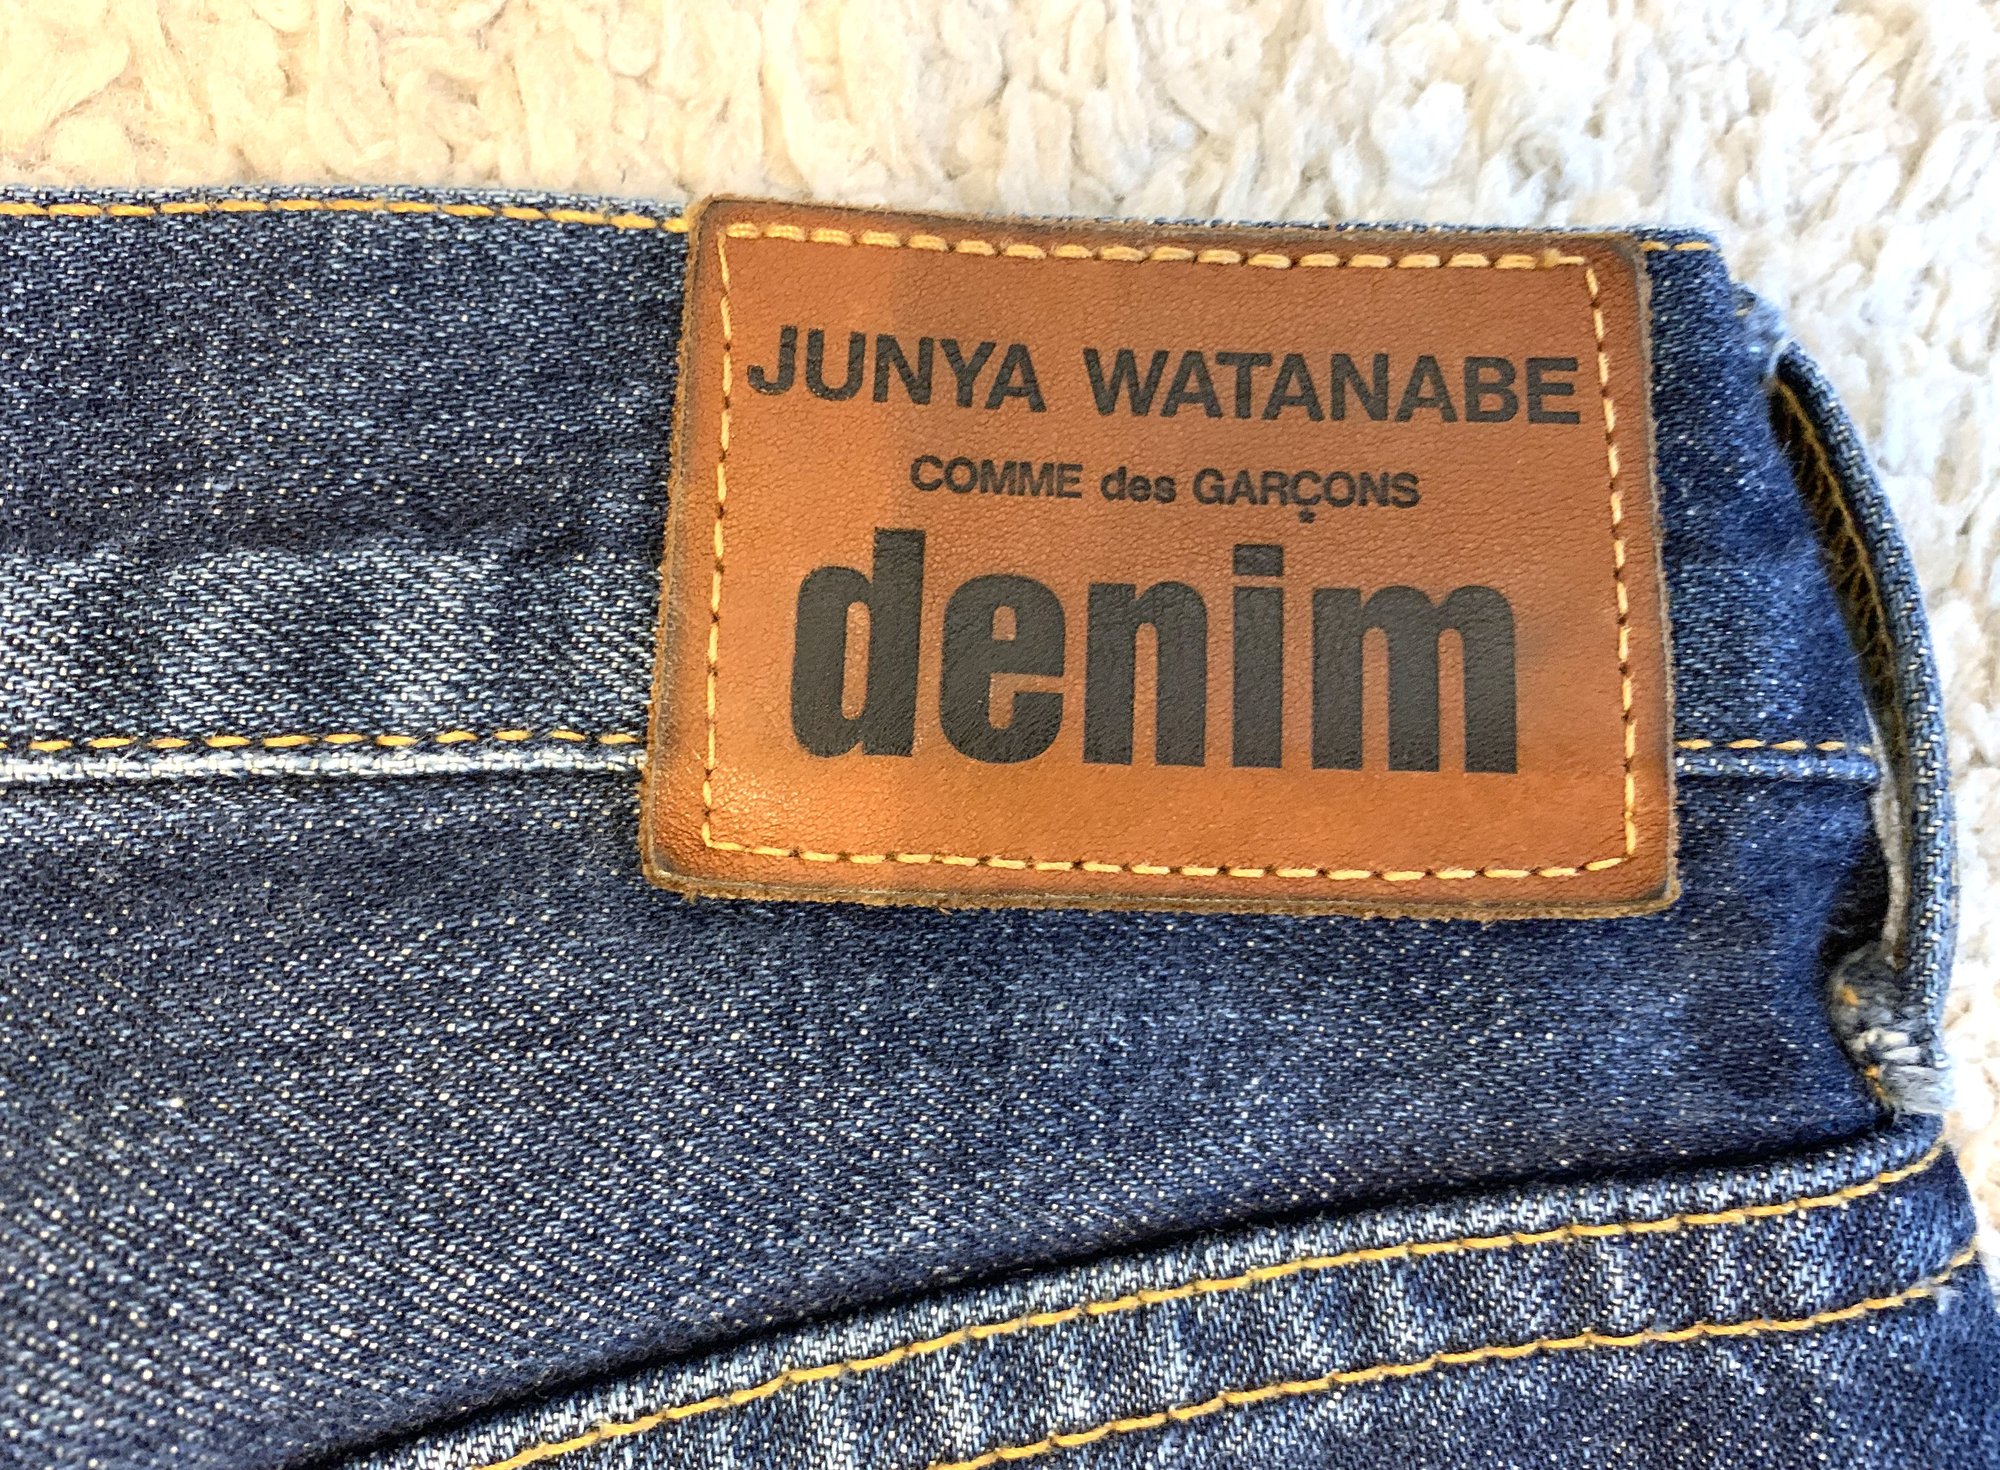 JUNYA WATANABE
COMME des GARÇONS
denim